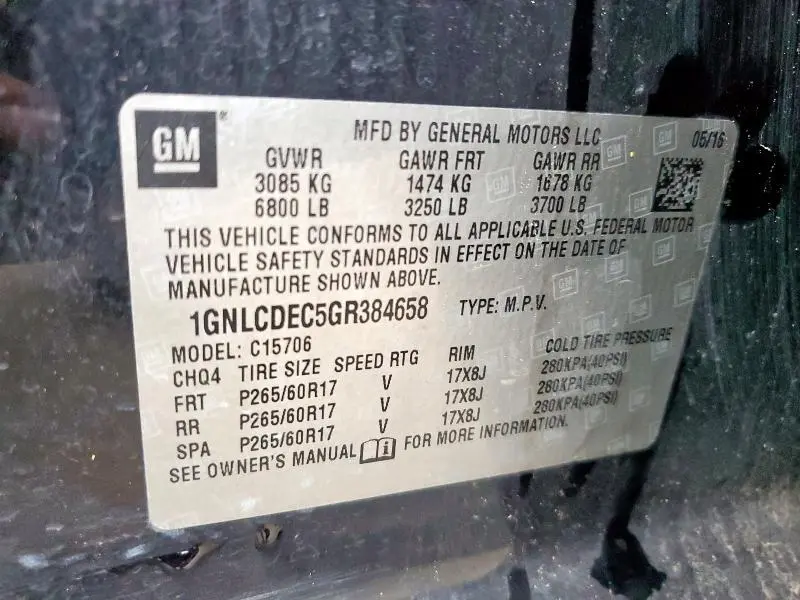 GM ®
MFD BY GENERAL MOTORS LLC 05/16
GVWR GAWR FRT GAWR RR
3085 KG 1474 KG 1678 KG
6800 LB 3250 LB 3700 LB
THIS VEHICLE CONFORMS TO ALL APPLICABLE U.S. FEDERAL MOTOR
VEHICLE SAFETY STANDARDS IN EFFECT ON THE DATE OF
MANUFACTURE SHOWN ABOVE.
1GNLCDEC5GR384658 TYPE: M.P.V.
MODEL: C15706
CHQ4 TIRE SIZE SPEED RTG RIM COLD TIRE PRESSURE
FRT P265/60R17 V 17X8J 280KPA(40PSI)
RR P265/60R17 V 17X8J 280KPA(40PSI)
SPA P265/60R17 V 17X8J 280KPA(40PSI)
SEE OWNER'S MANUAL i FOR MORE INFORMATION.